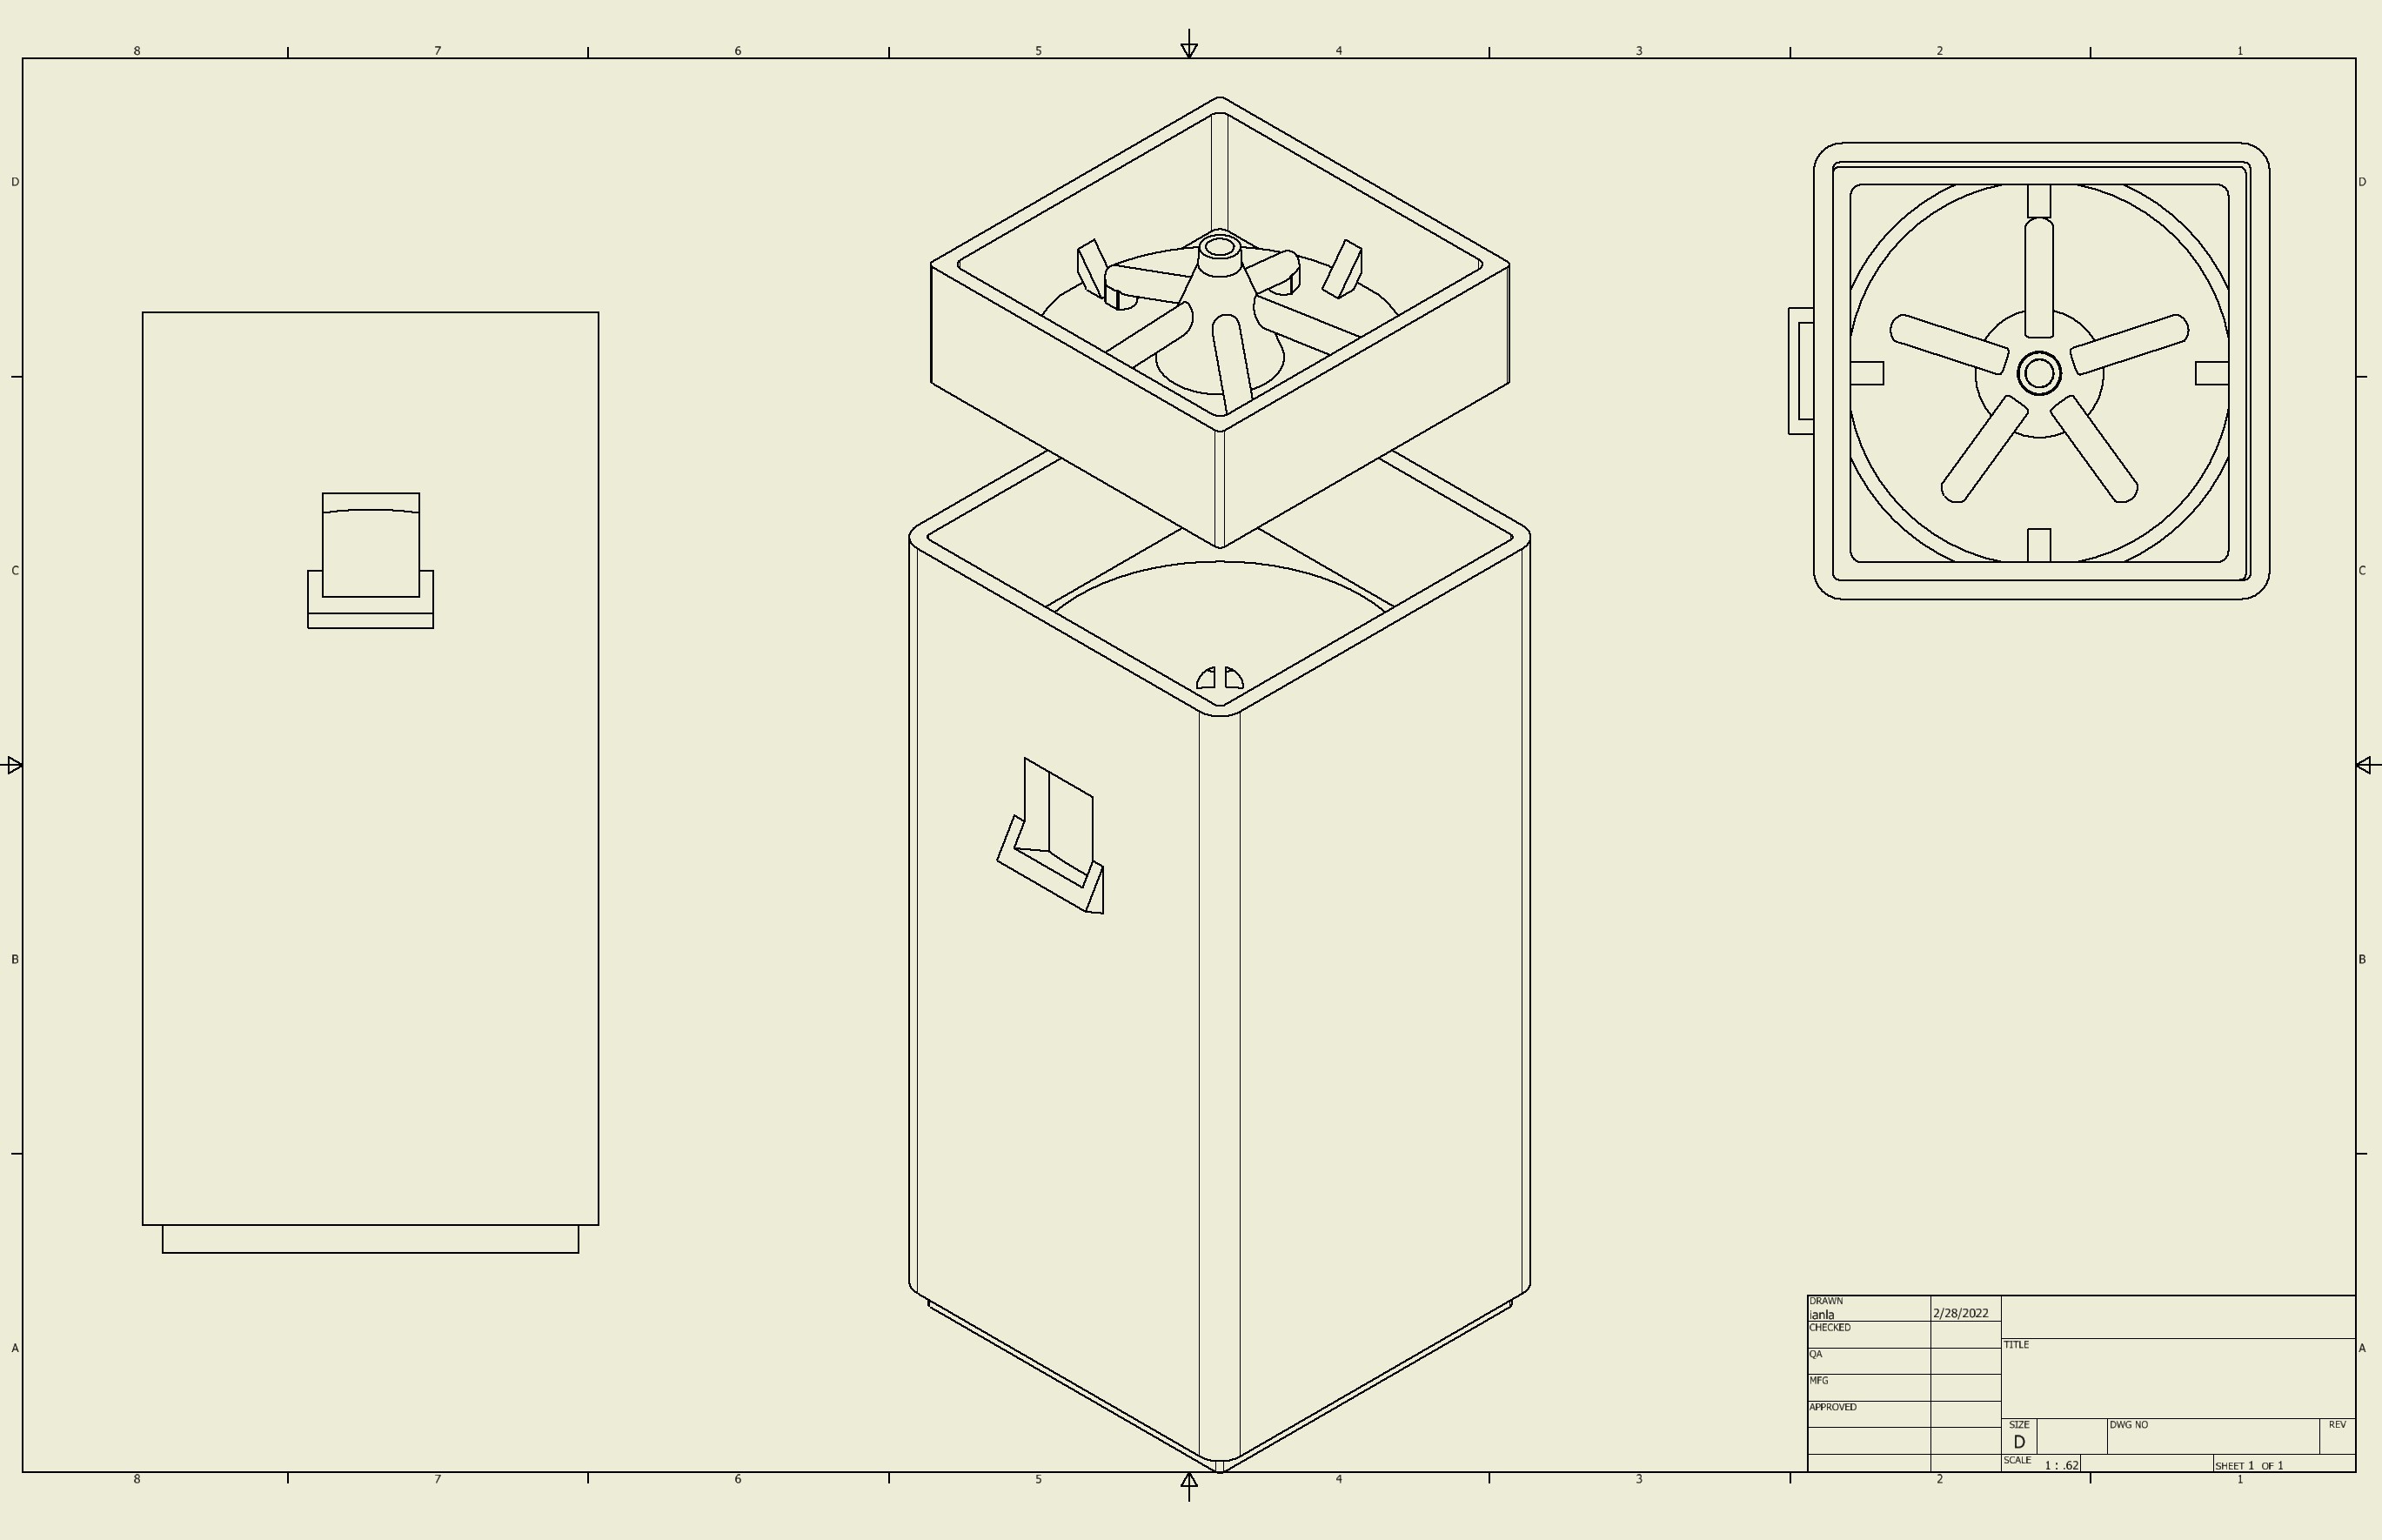 8 7 6 5 4 3 2 1
D D
C C
B B
A A
DRAWN
ianla 2/28/2022
CHECKED
TITLE
QA
MFG
APPROVED
SIZE DWG NO REV
D
SCALE 1 : .62 SHEET 1 OF 1
8 7 6 5 4 3 2 1